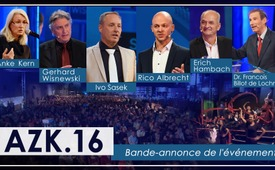 Anke Kern
Gerhard
Wisnewski
Ivo Sasek
Rico Albrecht
Erich
Hambach
Dr. Francois
Billot de Lochner
AZK.16
Bande-annonce de l'événement